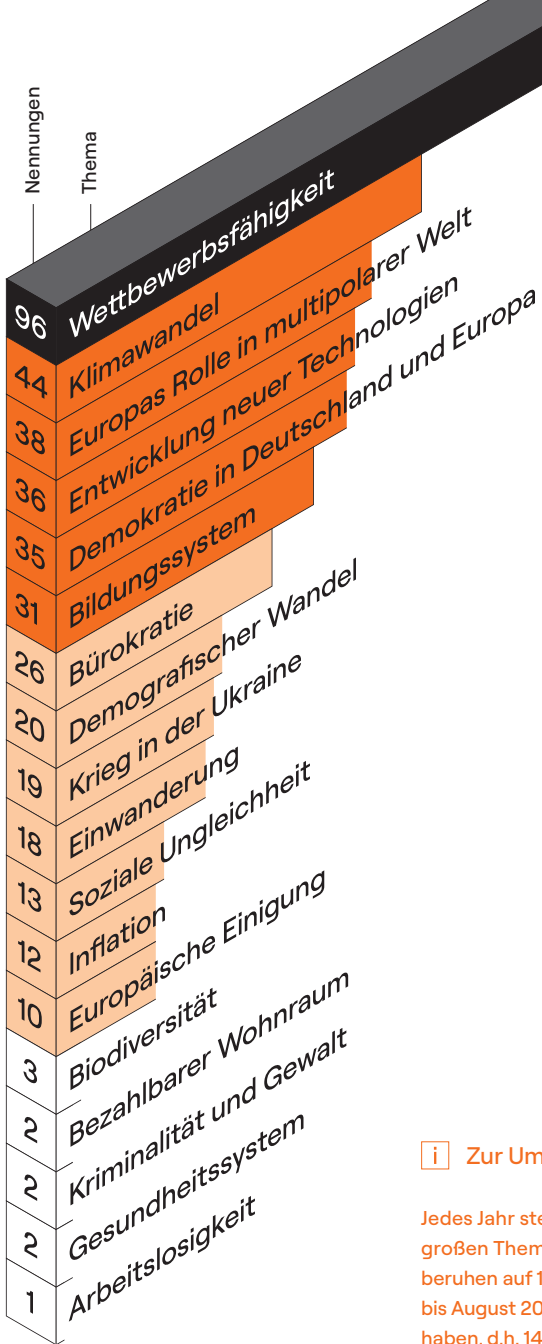 Nennungen
Thema
96 Wettbewerbsfähigkeit
44 Klimawandel
38 Europas Rolle in multipolarer Welt
36 Entwicklung neuer Technologien
35 Demokratie in Deutschland und Europa
31 Bildungssystem
26 Bürokratie
20 Demografischer Wandel
19 Krieg in der Ukraine
18 Einwanderung
13 Soziale Ungleichheit
12 Inflation
10 Europäische Einigung
3 Biodiversität
2 Bezahlbarer Wohnraum
2 Kriminalität und Gewalt
2 Gesundheitssystem
1 Arbeitslosigkeit
i Zur Um
Jedes Jahr ste
großen Them
beruhen auf 1
bis August 20
haben, d.h. 14